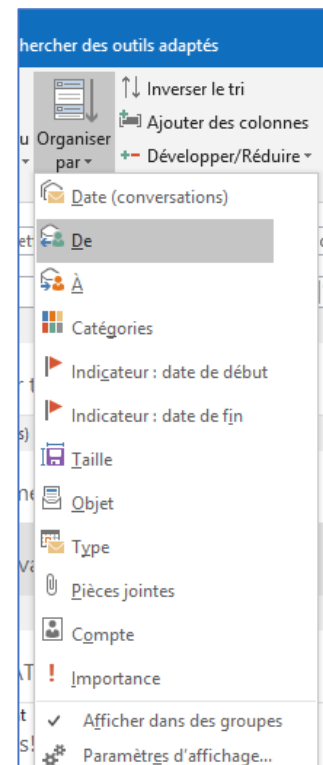 hercher des outils adaptés
Inverser le tri
Ajouter des colonnes
u Organiser
par
Développer/Réduire
Date (conversations)
De
À
Catégories
Indicateur : date de début
Indicateur : date de fin
Taille
Objet
Type
Pièces jointes
Compte
Importance
Afficher dans des groupes
Paramètres d'affichage...